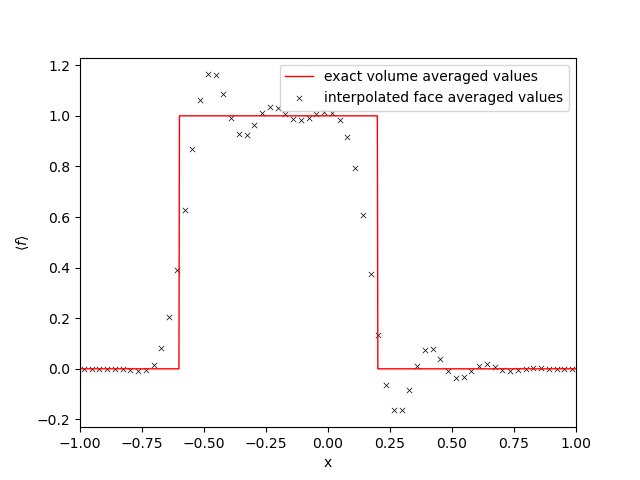 exact volume averaged values
interpolated face averaged values
1.2
1.0
0.8
0.6
0.4
0.2
0.0
−0.2
⟨f⟩
−1.00 −0.75 −0.50 −0.25 0.00 0.25 0.50 0.75 1.00
x